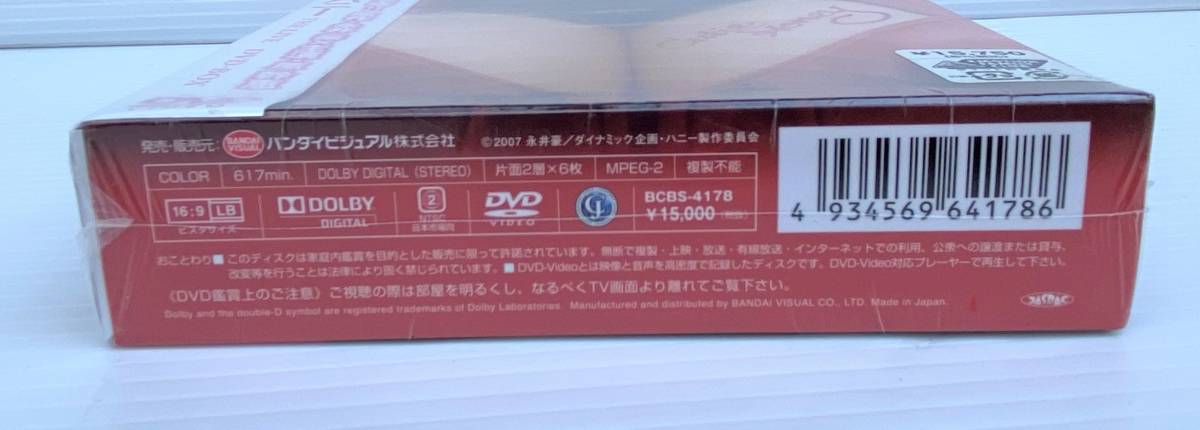 THE LIVE DVD-BOX
発売・販売元: BANDAI VISUAL バンダイビジュアル株式会社 ©2007 永井豪／ダイナミック企画・ハニー製作委員会
COLOR 617min. DOLBY DIGITAL (STEREO) 片面2層×6枚 MPEG-2 複製不能
16:9 LB ビスタサイズ
DOLBY DIGITAL
2 NTSC 日本市場向
DVD VIDEO
BCBS-4178
¥15,000 (税抜)
4 934569 641786
おことわり■このディスクは家庭内鑑賞を目的とした販売に限って許諾されています。無断で複製・上映・放送・有線放送・インターネットでの利用、公衆への譲渡または貸与、
改変等を行うことは法律により固く禁じられています。■DVD-Videoとは映像と音声を高密度で記録したディスクです。DVD-Video対応プレーヤーで再生して下さい。
《DVD鑑賞上のご注意》ご視聴の際は部屋を明るくし、なるべくTV画面より離れてご覧下さい。
Dolby and the double-D symbol are registered trademarks of Dolby Laboratories. Manufactured and distributed by BANDAI VISUAL CO., LTD. Made in Japan.
JASRAC